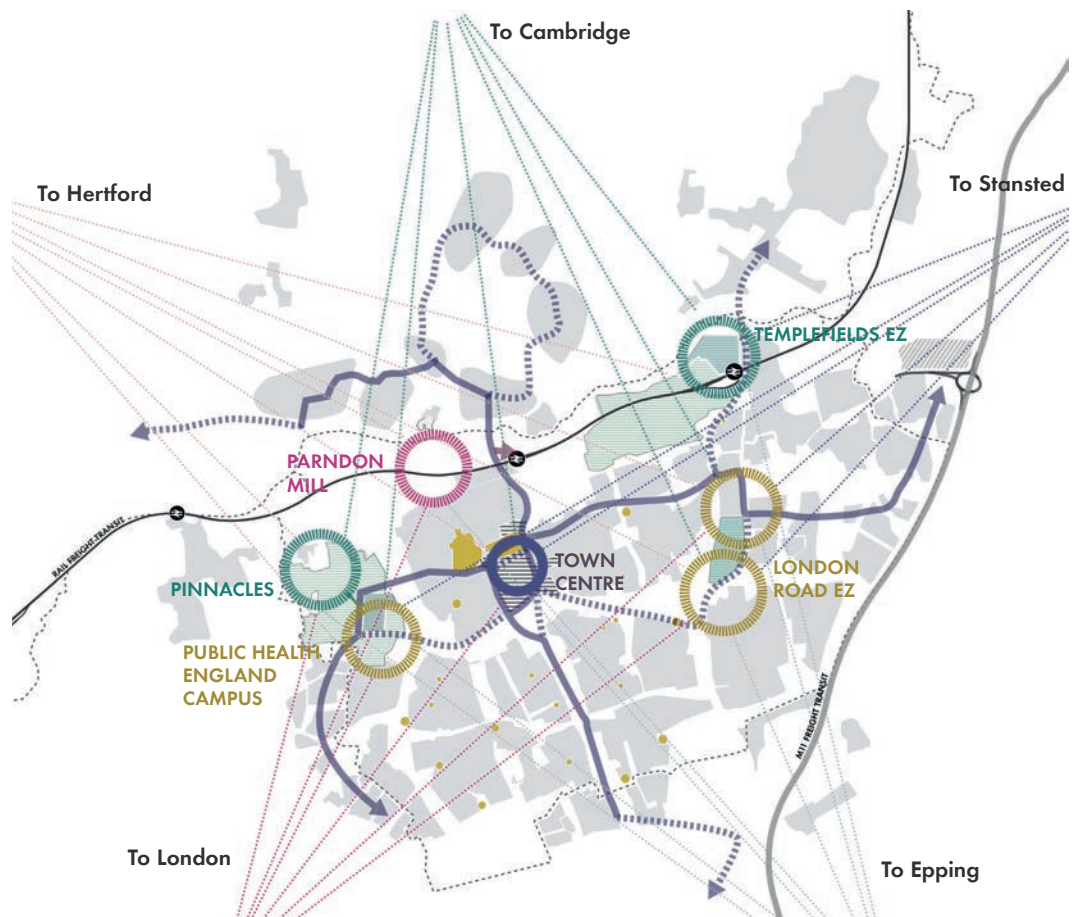 To Cambridge
To Hertford
To Stansted
TEMPLEFIELDS EZ
PARNDON
MILL
RAIL FREIGHT-TRANSIT
PINNACLES
TOWN
CENTRE
LONDON
ROAD EZ
PUBLIC HEALTH
ENGLAND
CAMPUS
M11 FREIGHT TRANSIT
To London
To Epping